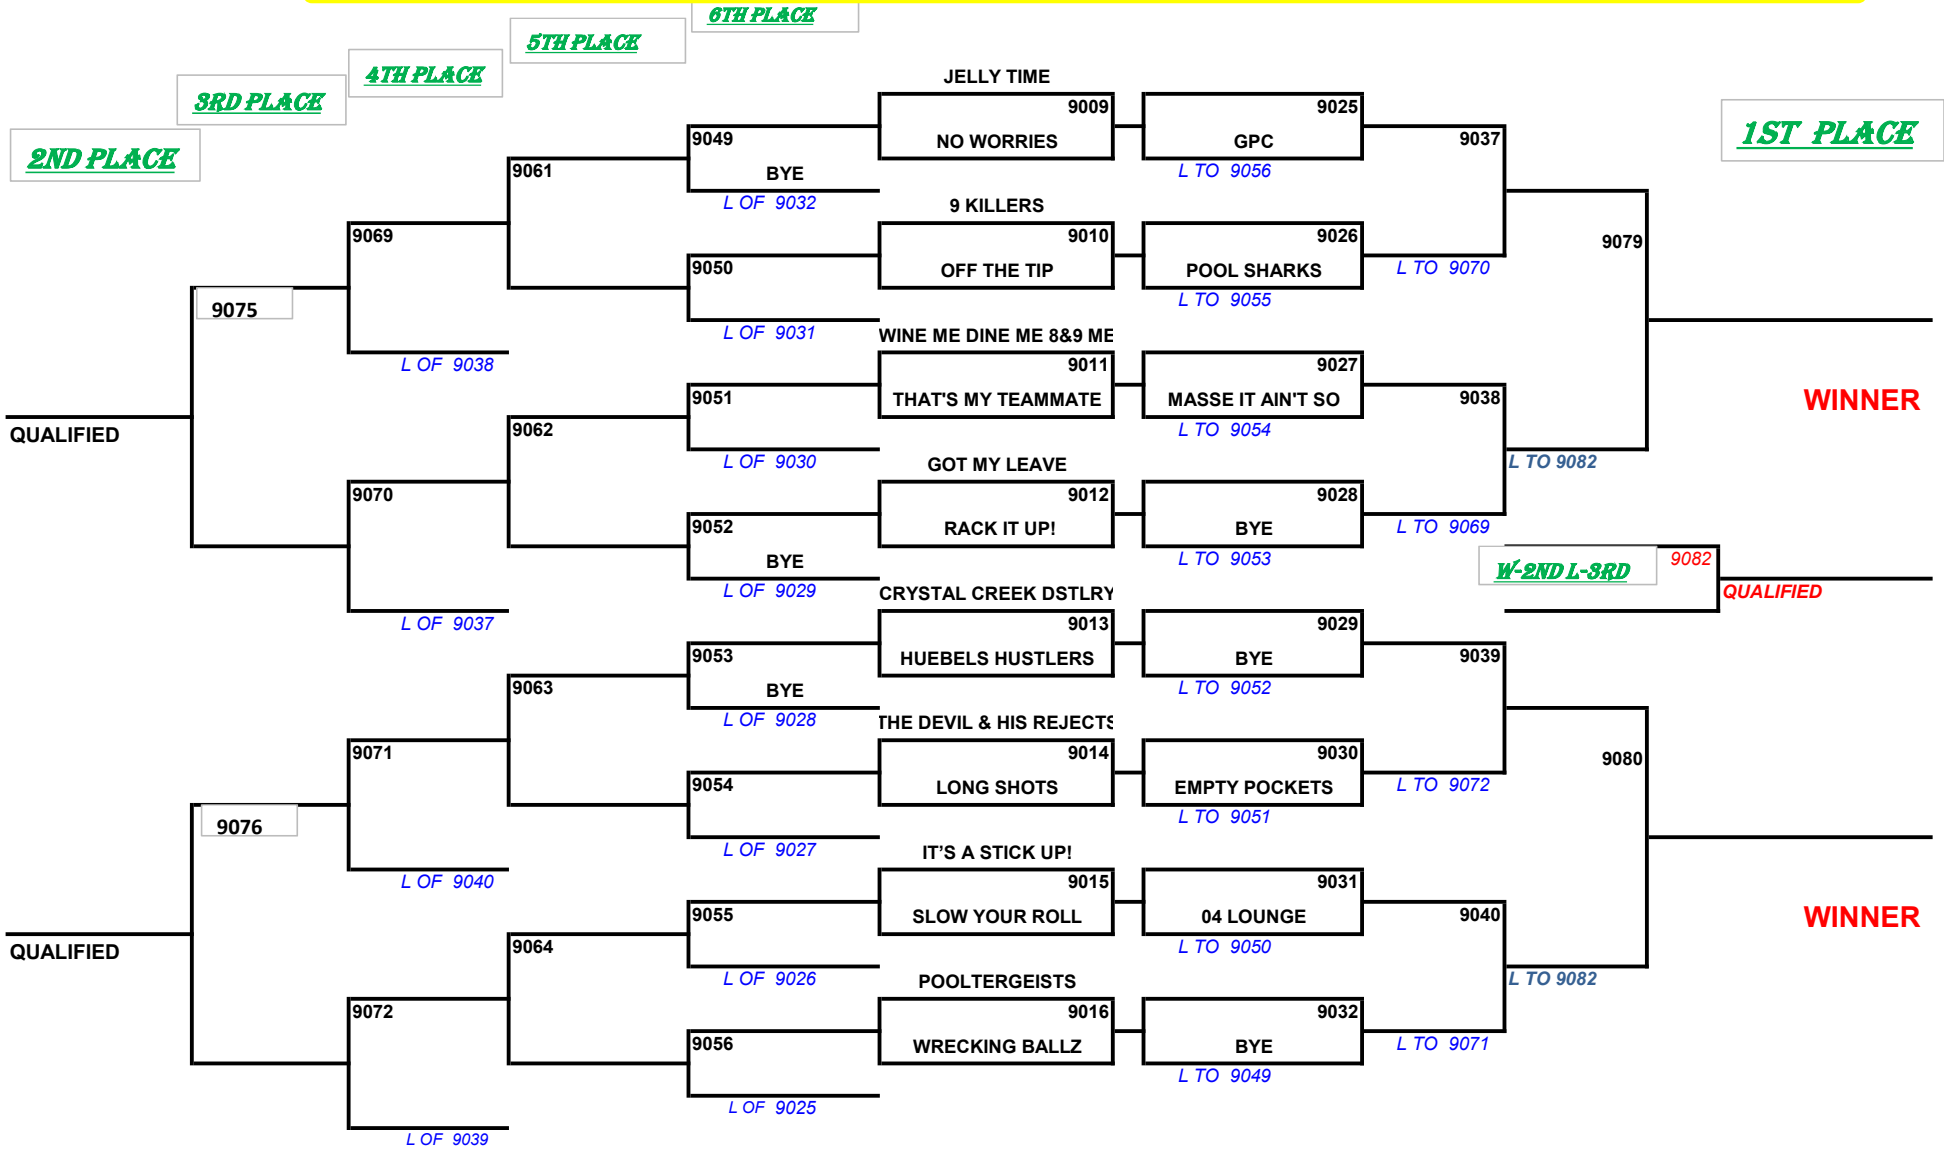 6TH PLACE
5TH PLACE
4TH PLACE
3RD PLACE
2ND PLACE
1ST PLACE
JELLY TIME
9009
9025
NO WORRIES
GPC
9049
9037
BYE
L TO 9056
9061
L OF 9032
9 KILLERS
9010
9026
9069
9079
OFF THE TIP
POOL SHARKS
9050
L TO 9070
L TO 9055
9075
L OF 9031
WINE ME DINE ME 8&9 ME
9011
9027
L OF 9038
THAT'S MY TEAMMATE
MASSE IT AIN'T SO
9051
9038
WINNER
L TO 9054
QUALIFIED
9062
L OF 9030
GOT MY LEAVE
L TO 9082
9012
9028
9070
RACK IT UP!
BYE
9052
L TO 9069
BYE
L TO 9053
9082
W-2ND L-3RD
L OF 9029
CRYSTAL CREEK DSTLRY
QUALIFIED
9013
9029
L OF 9037
HUEBELS HUSTLERS
BYE
9053
9039
BYE
L TO 9052
9063
L OF 9028
THE DEVIL & HIS REJECTS
9014
9030
9071
9080
LONG SHOTS
EMPTY POCKETS
9054
L TO 9072
L TO 9051
9076
L OF 9027
IT'S A STICK UP!
9015
9031
L OF 9040
SLOW YOUR ROLL
04 LOUNGE
9055
9040
WINNER
L TO 9050
QUALIFIED
9064
L OF 9026
POOLTERGEISTS
L TO 9082
9016
9032
9072
WRECKING BALLZ
BYE
9056
L TO 9071
L TO 9049
L OF 9025
L OF 9039